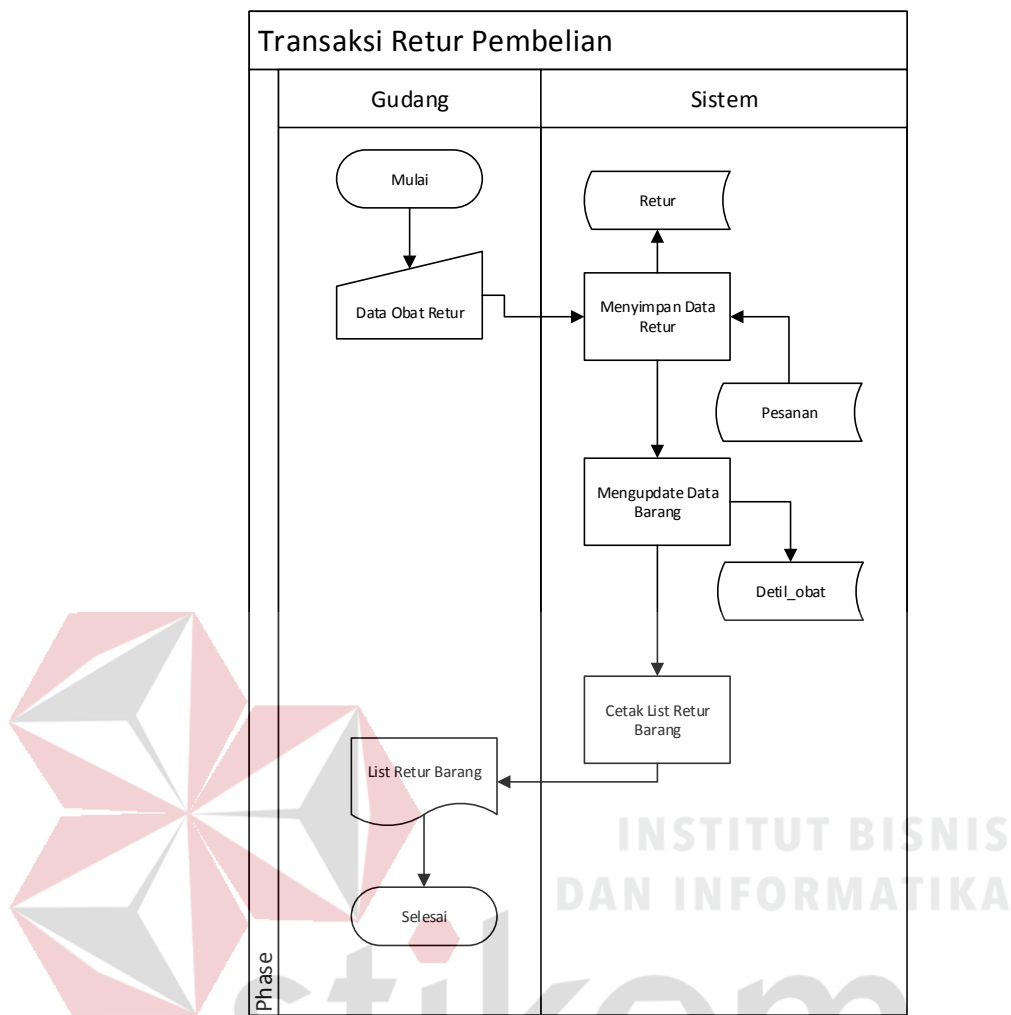 Transaksi Retur Pembelian
Gudang
Sistem
Mulai
Retur
Data Obat Retur
Menyimpan Data
Retur
Pesanan
Mengupdate Data
Barang
Detil_obat
Cetak List Retur
Barang
List Retur Barang
Selesai
Phase
INSTITUT BISNIS
DAN INFORMATIKA
stikom